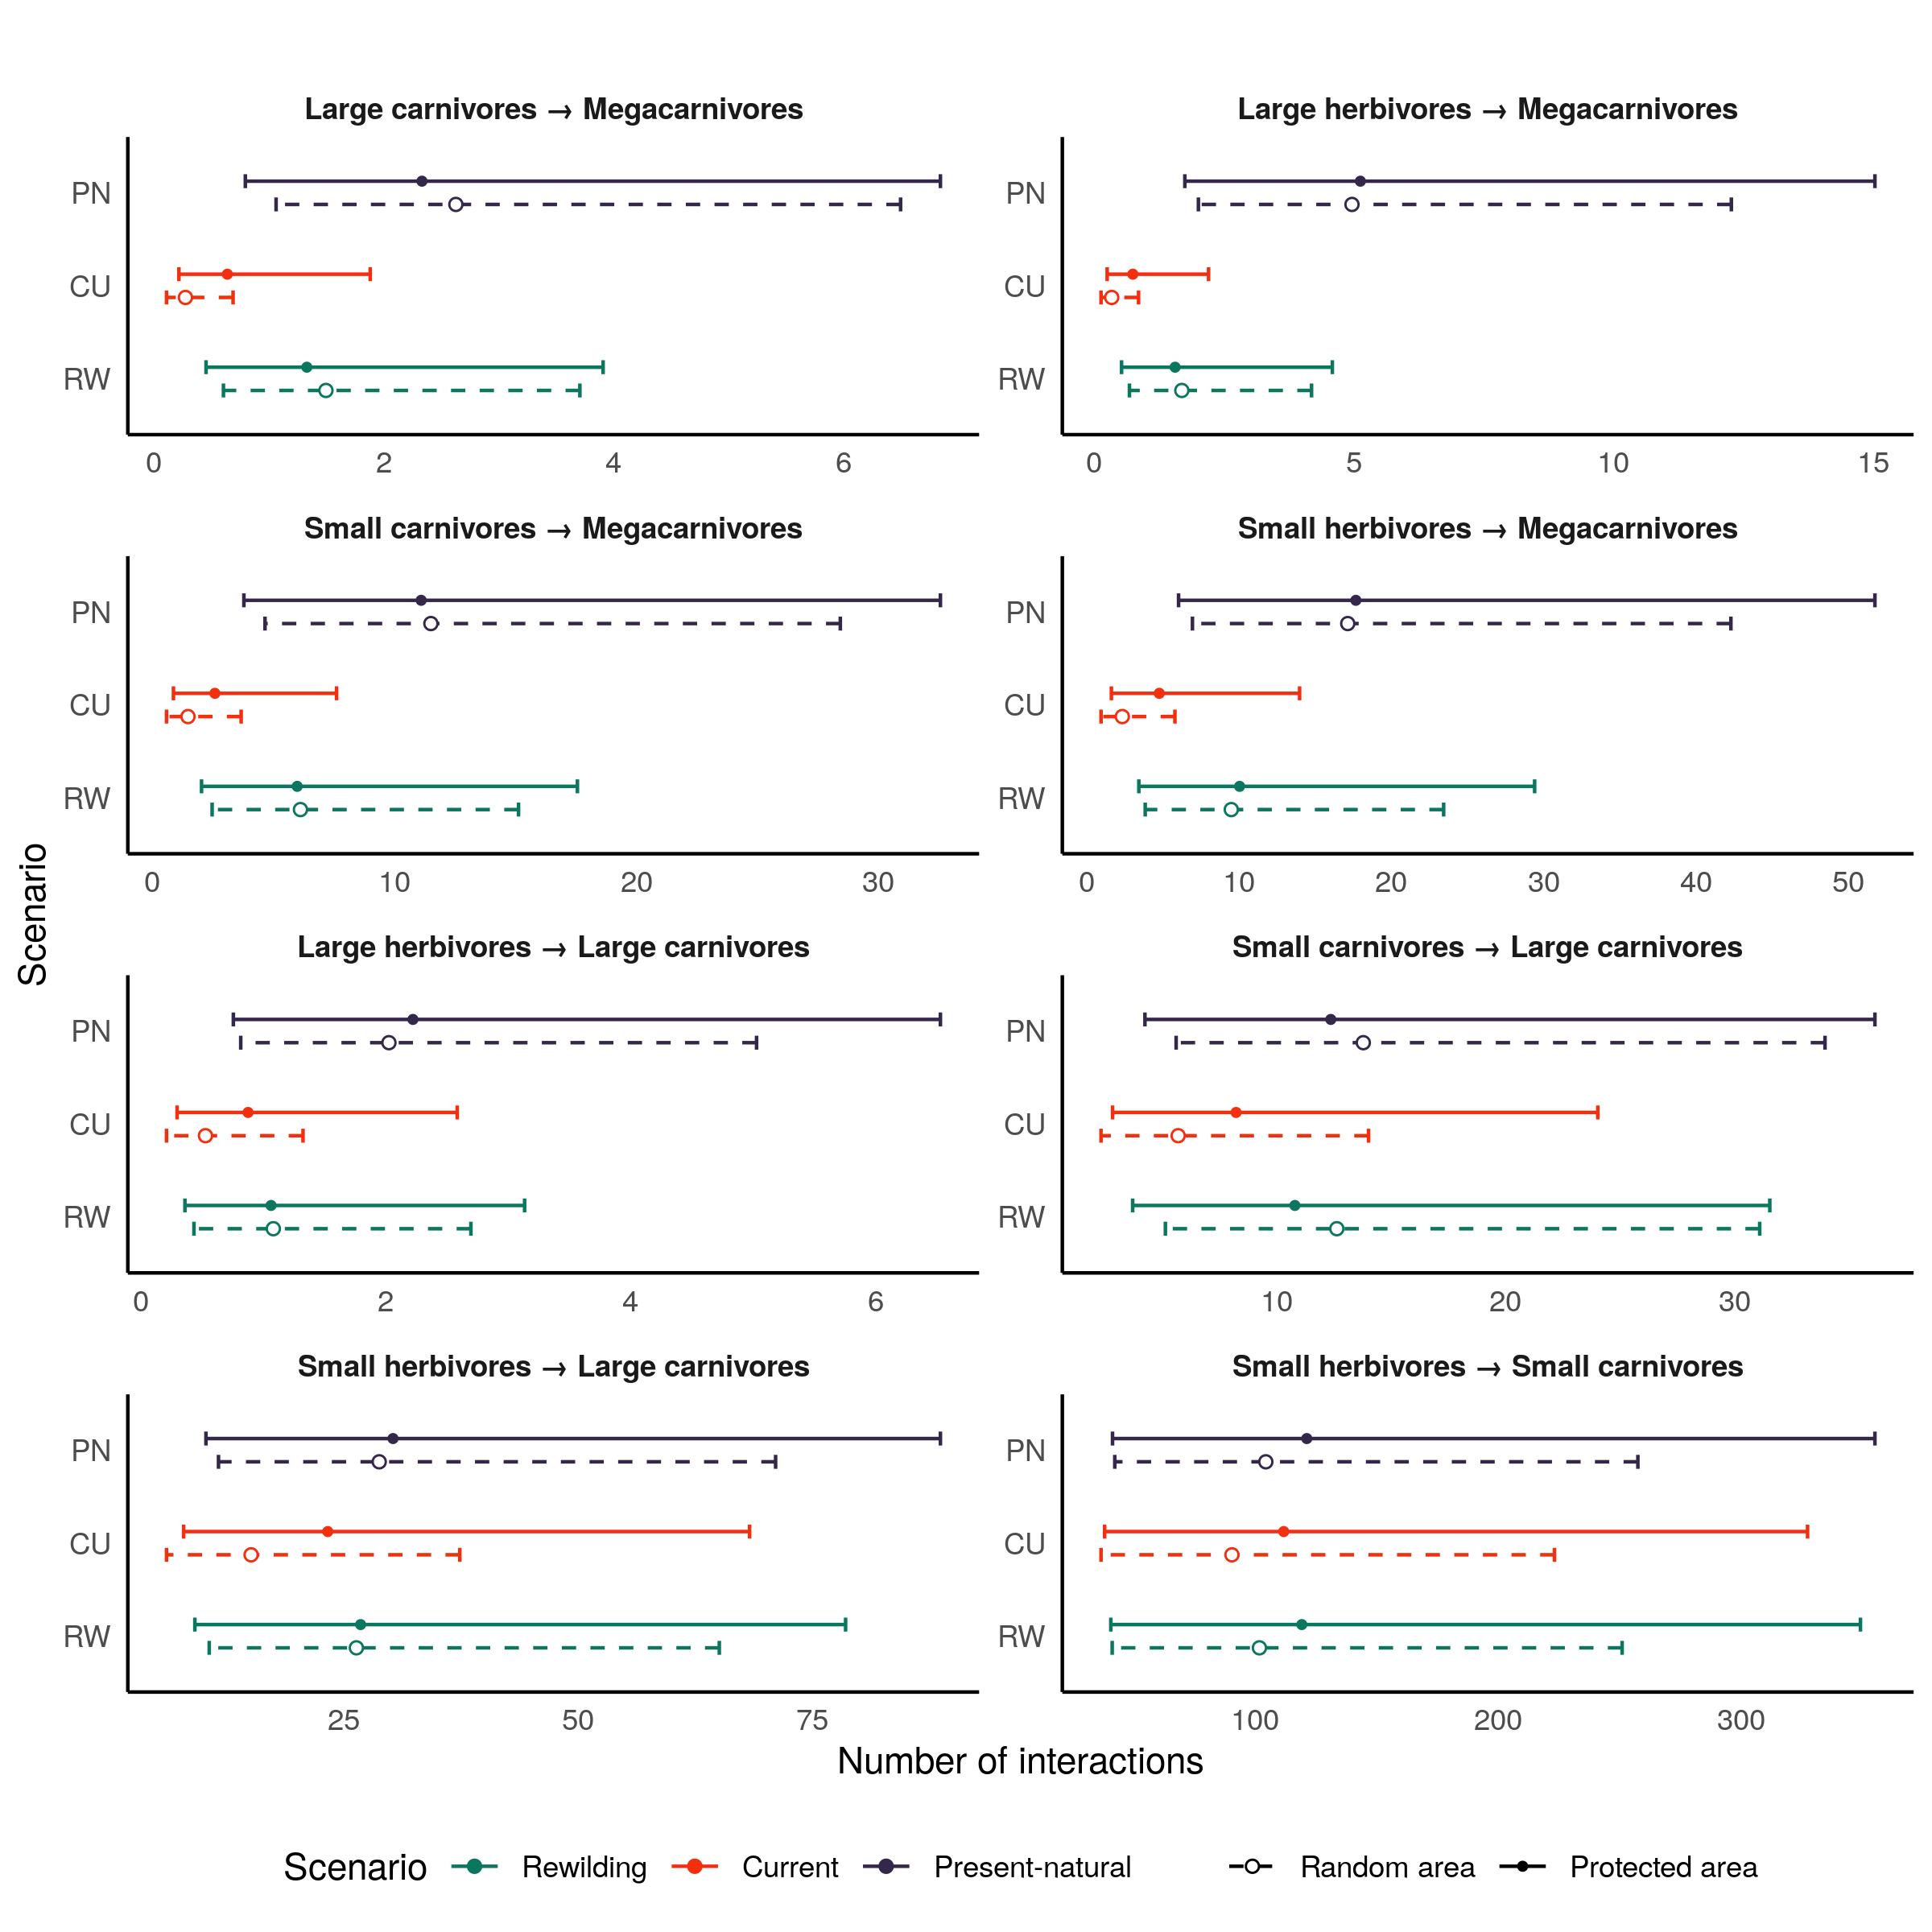 Large carnivores → Megacarnivores
Large herbivores → Megacarnivores
PN
CU
RW
0 2 4 6
PN
CU
RW
0 5 10 15
Small carnivores → Megacarnivores
Small herbivores → Megacarnivores
PN
CU
RW
0 10 20 30
PN
CU
RW
0 10 20 30 40 50
Scenario
Large herbivores → Large carnivores
Small carnivores → Large carnivores
PN
CU
RW
0 2 4 6
PN
CU
RW
10 20 30
Small herbivores → Large carnivores
Small herbivores → Small carnivores
PN
CU
RW
25 50 75
PN
CU
RW
100 200 300
Number of interactions
Scenario Rewilding Current Present-natural Random area Protected area